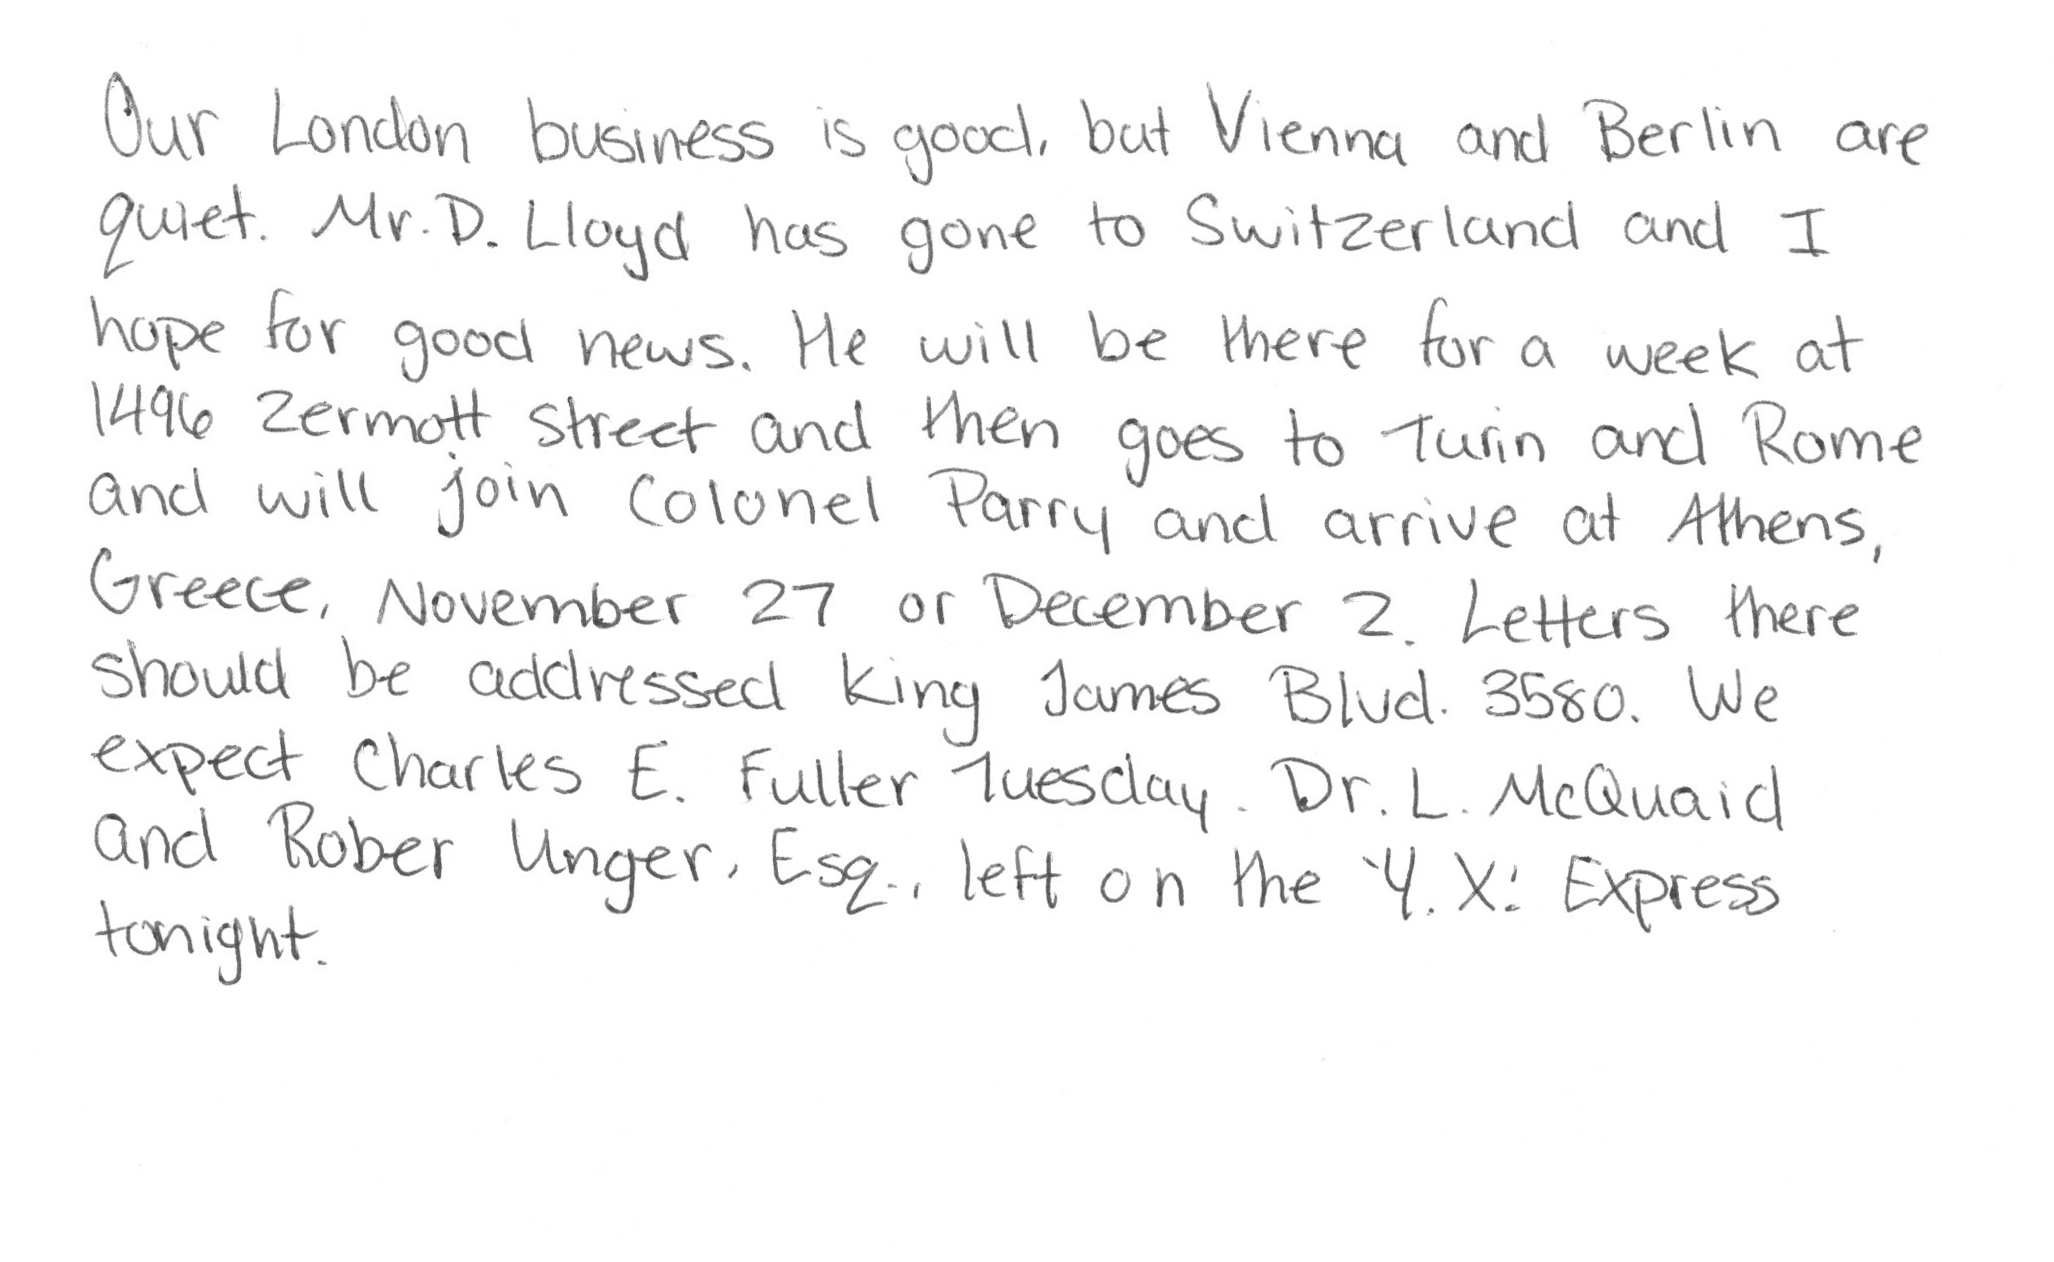 Our London business is good, but Vienna and Berlin are
quiet. Mr. D. Lloyd has gone to Switzerland and I
hope for good news. He will be there for a week at
1496 Zermott Street and then goes to Turin and Rome
and will join Colonel Parry and arrive at Athens,
Greece, November 27 or December 2. Letters there
should be addressed King James Blvd. 3580. We
expect Charles E. Fuller Tuesday. Dr. L. McQuaid
and Rober Unger, Esq., left on the "Y. X." Express
tonight.